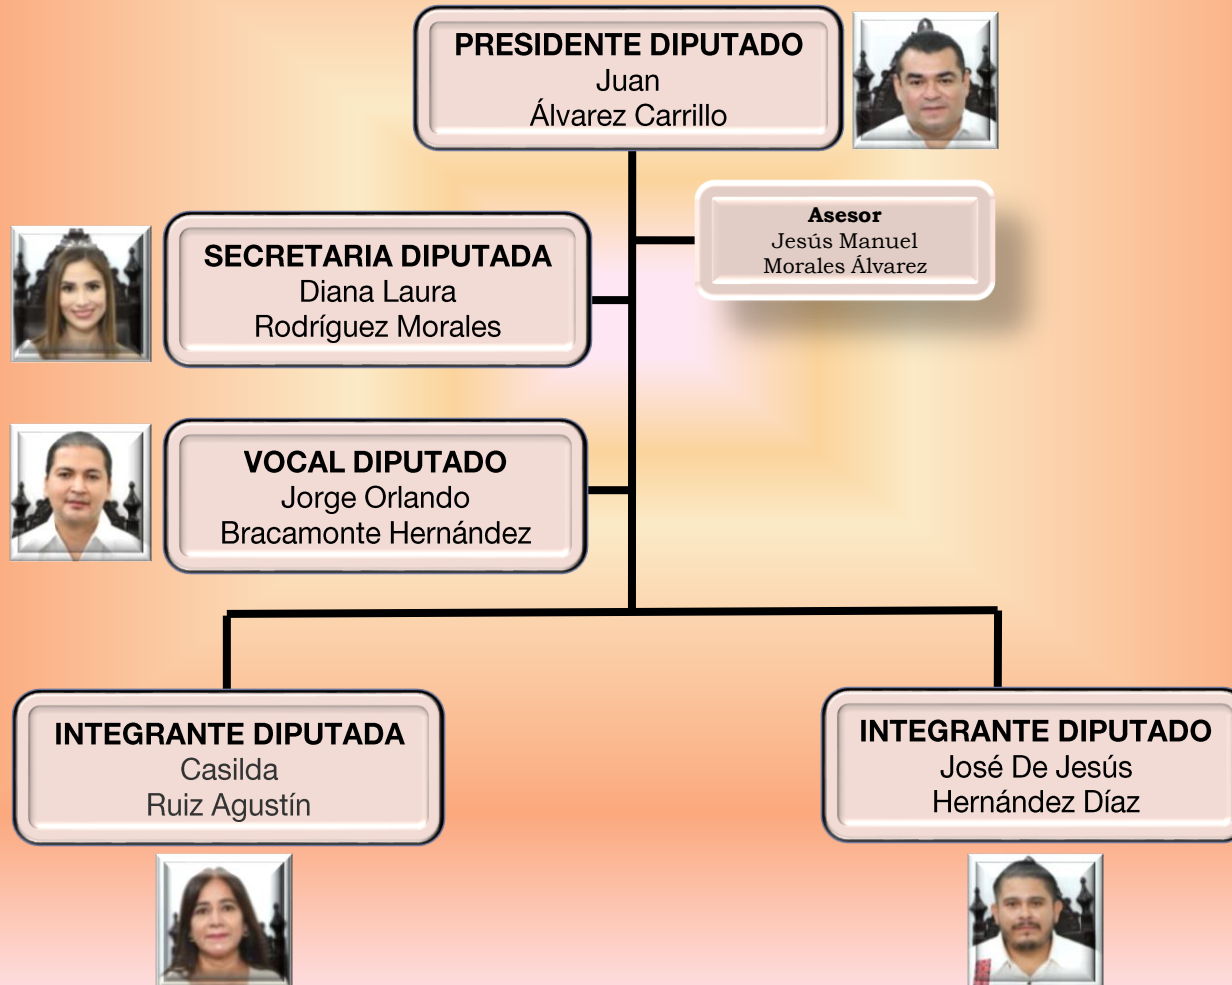 PRESIDENTE DIPUTADO
Juan
Álvarez Carrillo
Asesor
Jesús Manuel
Morales Álvarez
SECRETARIA DIPUTADA
Diana Laura
Rodríguez Morales
VOCAL DIPUTADO
Jorge Orlando
Bracamonte Hernández
INTEGRANTE DIPUTADA
Casilda
Ruiz Agustín
INTEGRANTE DIPUTADO
José De Jesús
Hernández Díaz